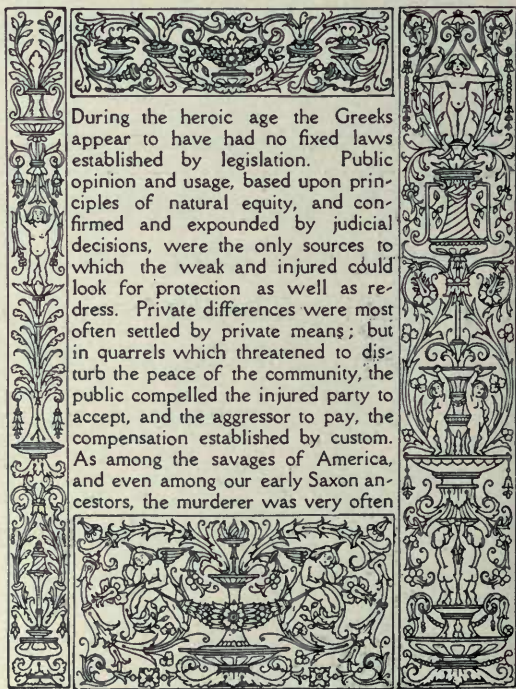 During the heroic age the Greeks
appear to have had no fixed laws
established by legislation. Public
opinion and usage, based upon prin-
ciples of natural equity, and con-
firmed and expounded by judicial
decisions, were the only sources to
which the weak and injured could
look for protection as well as re-
dress. Private differences were most
often settled by private means; but
in quarrels which threatened to dis-
turb the peace of the community, the
public compelled the injured party to
accept, and the aggressor to pay, the
compensation established by custom.
As among the savages of America,
and even among our early Saxon an-
cestors, the murderer was very often